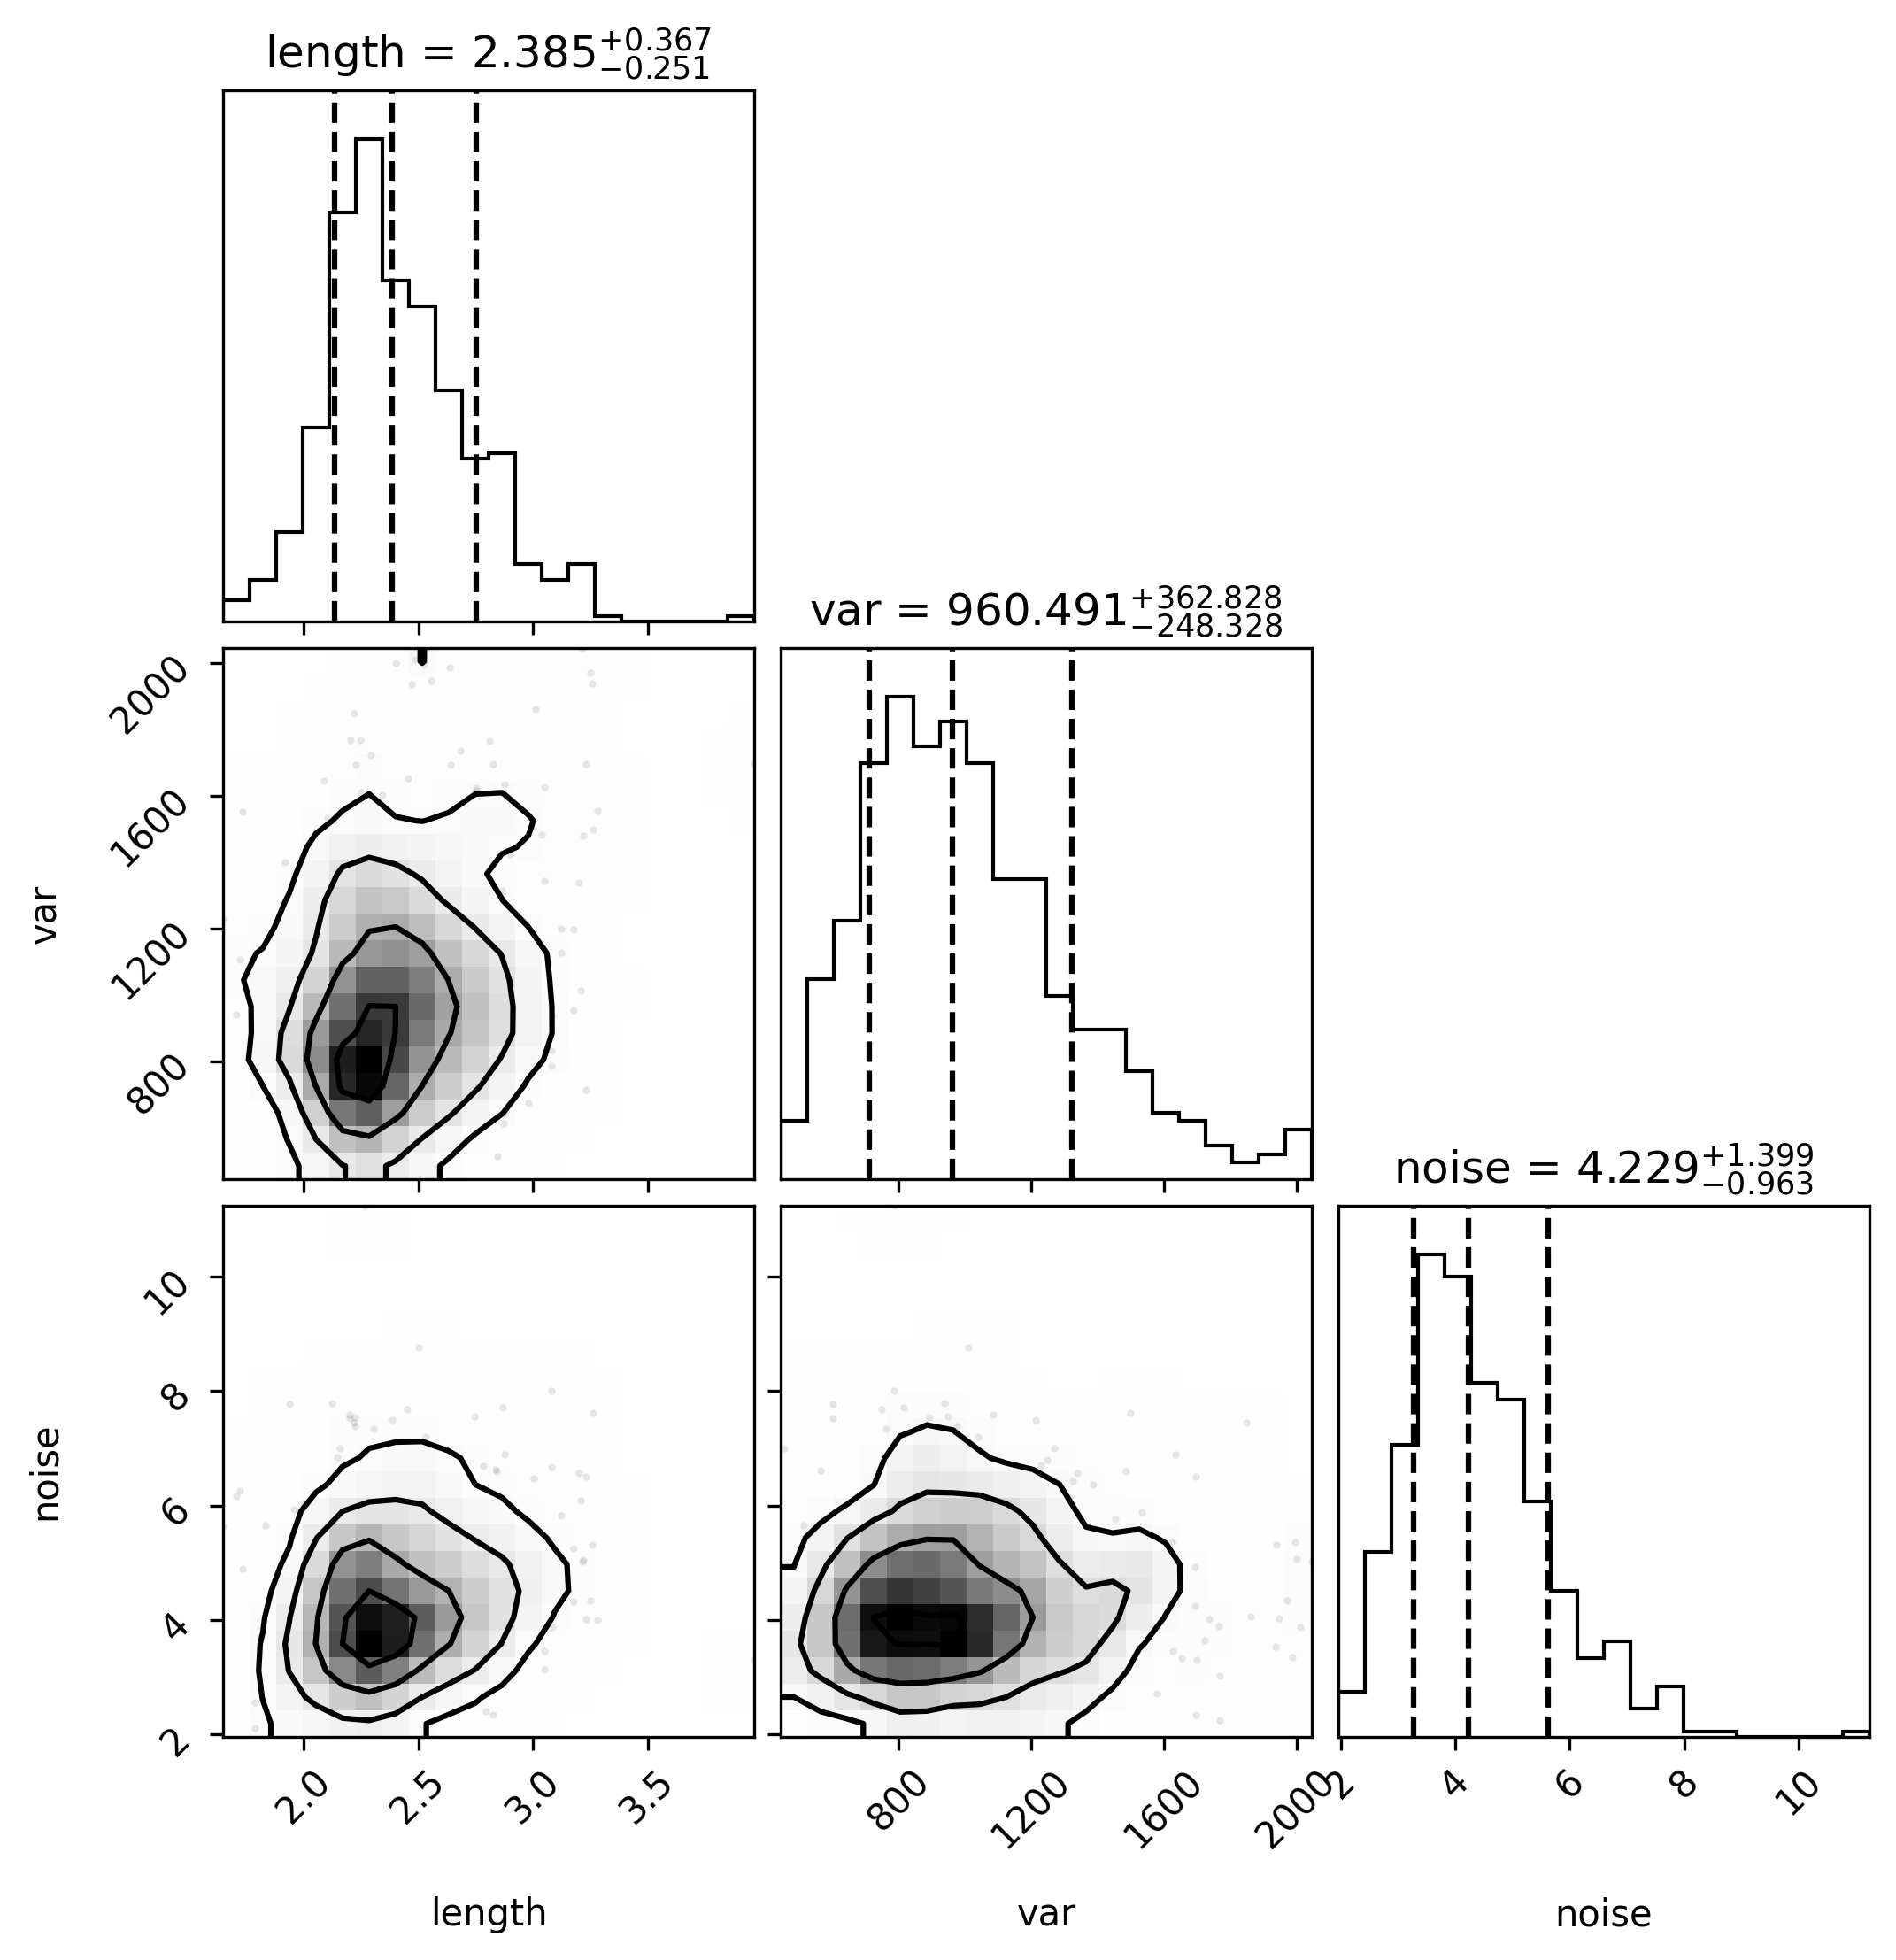 length = 2.385+0.367−0.251
var = 960.491+362.828−248.328
2000
1600
1200
800
var
noise = 4.229+1.399−0.963
10
8
6
4
2
noise
2.0 2.5 3.0 3.5
800 1200 1600 2000
2 4 6 8 10
length var noise